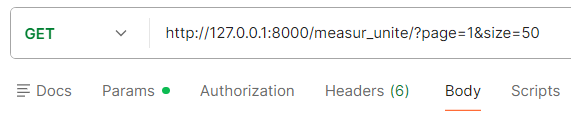 GET http://127.0.0.1:8000/measur_unite/?page=1&size=50
Docs Params Authorization Headers (6) Body Scripts